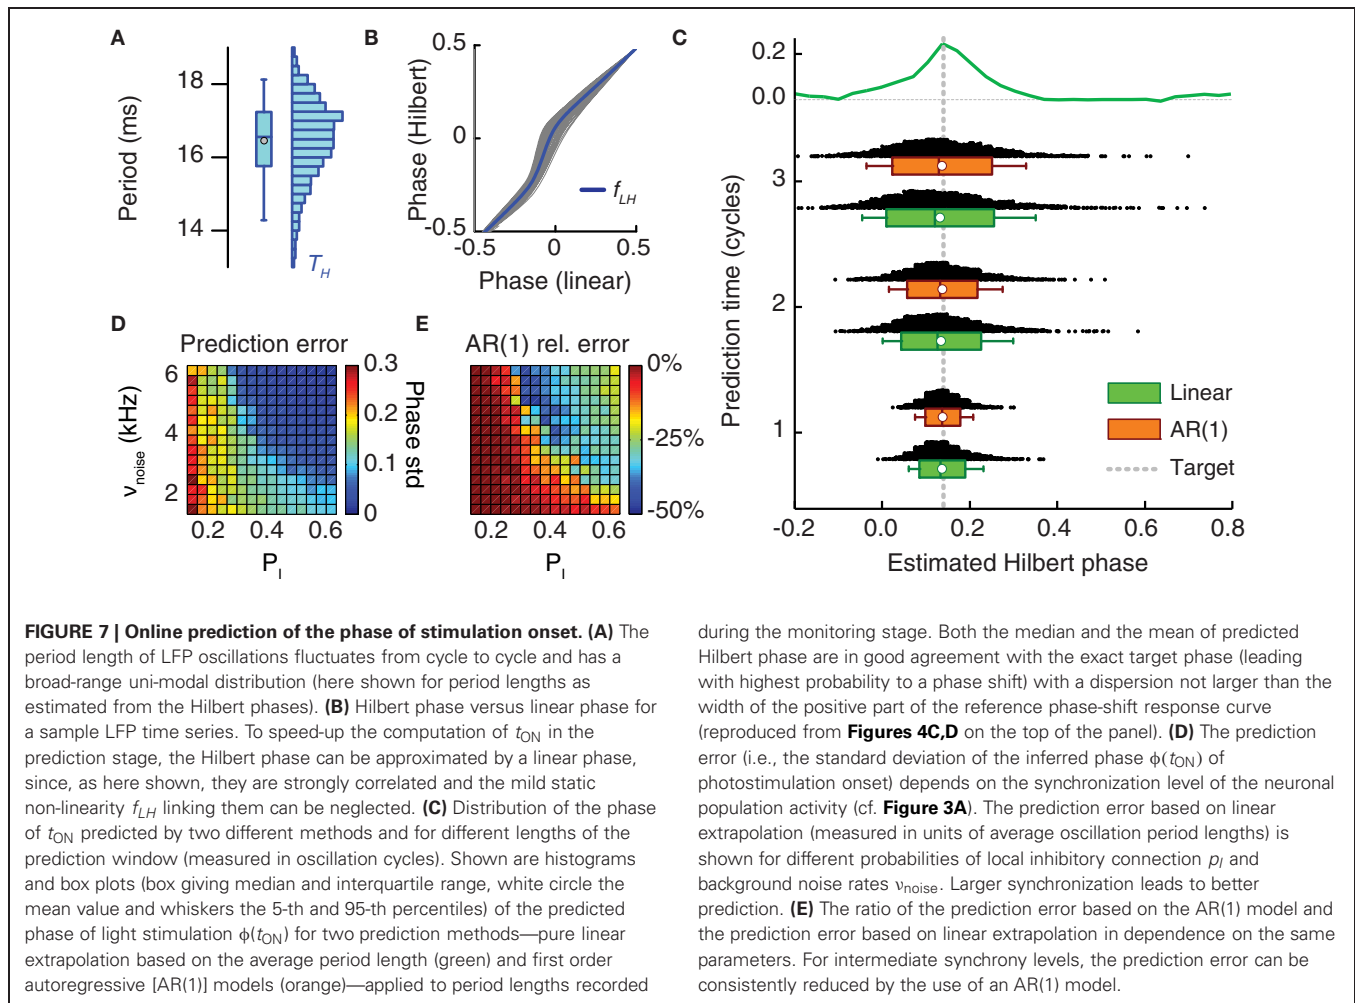 A
Period (ms)
18
16
14
T_H
B
Phase (Hilbert)
0.5
0
-0.5
-0.5
0
0.5
f_LH
Phase (linear)
C
0.2
0.0
Prediction time (cycles)
3
2
1
Linear
AR(1)
Target
-0.2
0.0
0.2
0.4
0.6
0.8
Estimated Hilbert phase
D
Prediction error
ν_noise (kHz)
6
4
2
0.2
0.4
0.6
P_I
0.3
0.2
0.1
0
Phase std
E
AR(1) rel. error
0%
-25%
-50%
0.2
0.4
0.6
P_I
FIGURE 7 | Online prediction of the phase of stimulation onset. (A) The
period length of LFP oscillations fluctuates from cycle to cycle and has a
broad-range uni-modal distribution (here shown for period lengths as
estimated from the Hilbert phases). (B) Hilbert phase versus linear phase for
a sample LFP time series. To speed-up the computation of t_ON in the
prediction stage, the Hilbert phase can be approximated by a linear phase,
since, as here shown, they are strongly correlated and the mild static
non-linearity f_LH linking them can be neglected. (C) Distribution of the phase
of t_ON predicted by two different methods and for different lengths of the
prediction window (measured in oscillation cycles). Shown are histograms
and box plots (box giving median and interquartile range, white circle the
mean value and whiskers the 5-th and 95-th percentiles) of the predicted
phase of light stimulation ϕ(t_ON) for two prediction methods—pure linear
extrapolation based on the average period length (green) and first order
autoregressive [AR(1)] models (orange)—applied to period lengths recorded
during the monitoring stage. Both the median and the mean of predicted
Hilbert phase are in good agreement with the exact target phase (leading
with highest probability to a phase shift) with a dispersion not larger than the
width of the positive part of the reference phase-shift response curve
(reproduced from Figures 4C,D on the top of the panel). (D) The prediction
error (i.e., the standard deviation of the inferred phase ϕ(t_ON) of
photostimulation onset) depends on the synchronization level of the neuronal
population activity (cf. Figure 3A). The prediction error based on linear
extrapolation (measured in units of average oscillation period lengths) is
shown for different probabilities of local inhibitory connection p_I and
background noise rates ν_noise. Larger synchronization leads to better
prediction. (E) The ratio of the prediction error based on the AR(1) model and
the prediction error based on linear extrapolation in dependence on the same
parameters. For intermediate synchrony levels, the prediction error can be
consistently reduced by the use of an AR(1) model.